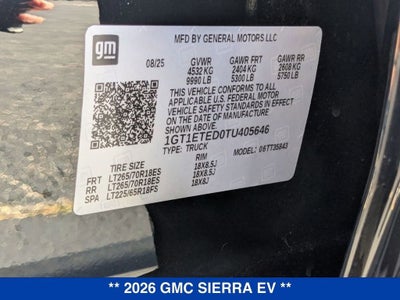 gm
MFD BY GENERAL MOTORS LLC
08/25 GVWR GAWR FRT GAWR RR
4532 KG 2404 KG 2608 KG
9990 LB 5300 LB 5750 LB
THIS VEHICLE CONFORMS TO ALL
APPLICABLE U.S. FEDERAL MOTOR
VEHICLE SAFETY STANDARDS IN EFFECT ON
THE DATE OF MANUFACTURE SHOWN ABOVE.
1GT1ETED0TU405646
TYPE: TRUCK MODEL:
TIRE SIZE RIM
FRT LT265/70R18ES 18X8.5J
RR LT265/70R18ES 18X8.5J
SPA LT225/65R18FS 18X8J
** 2026 GMC SIERRA EV **